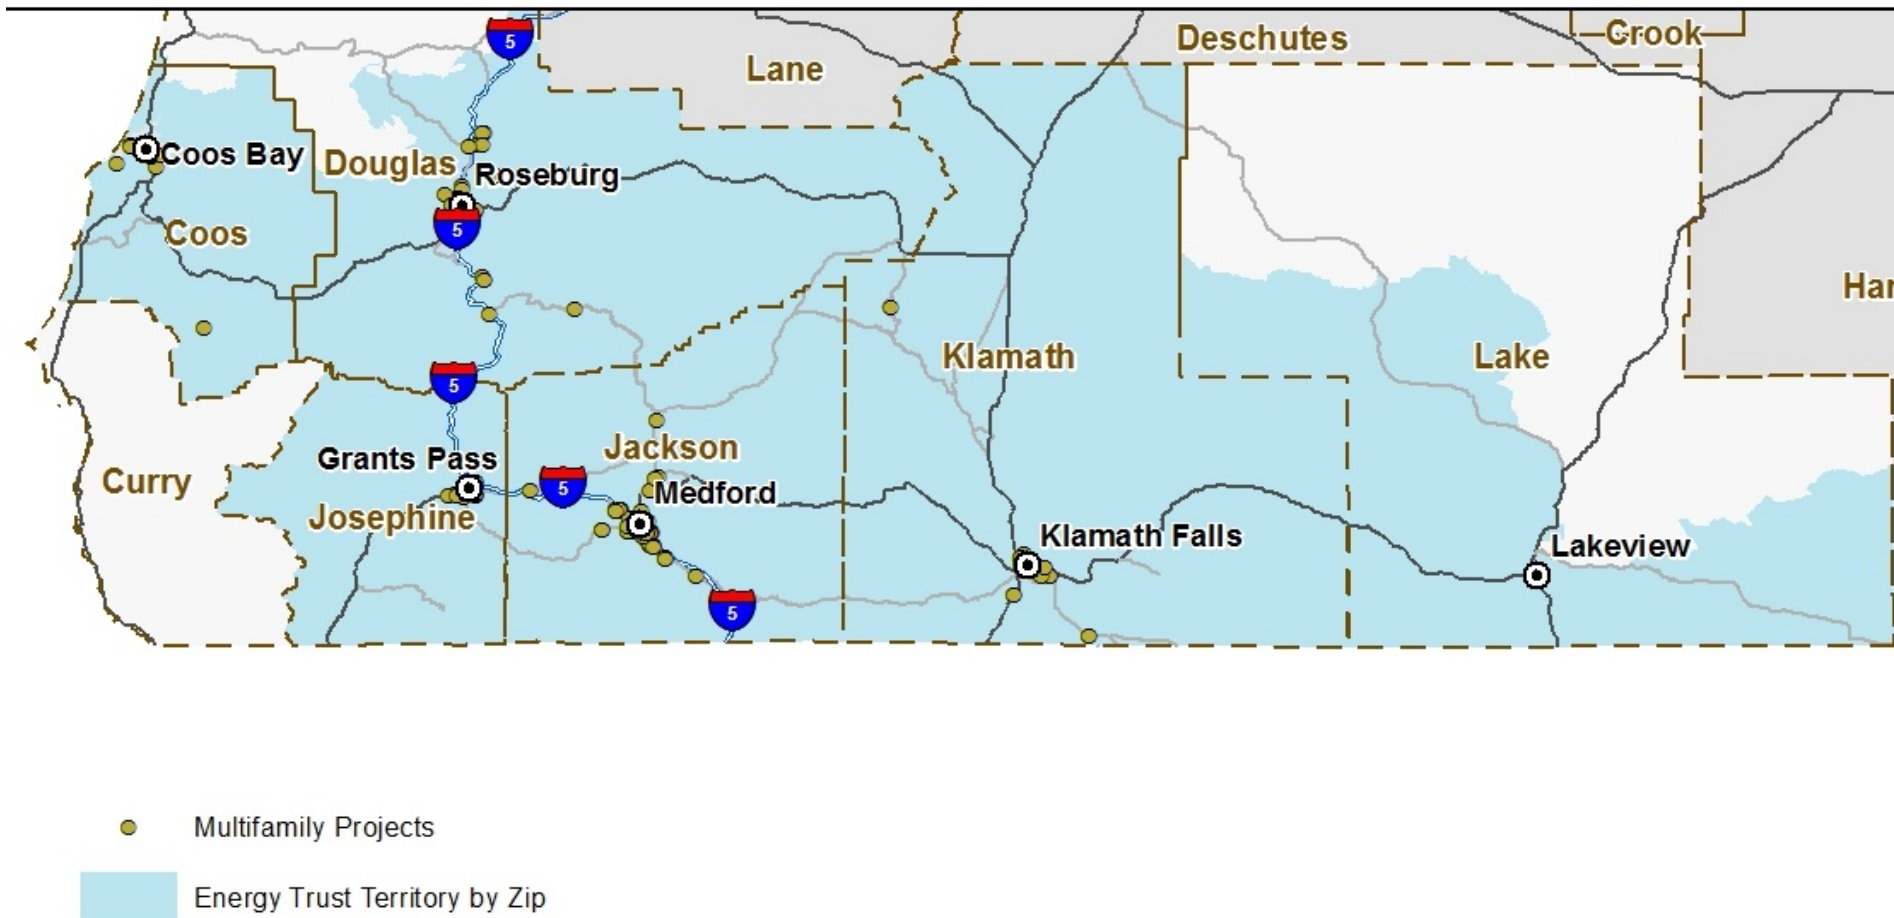 5
Deschutes
Crook
Lane
Coos Bay
Douglas
Roseburg
5
Coos
Har
Klamath
Lake
5
Jackson
Grants Pass
Curry
5
Medford
Josephine
Klamath Falls
Lakeview
5
Multifamily Projects
Energy Trust Territory by Zip